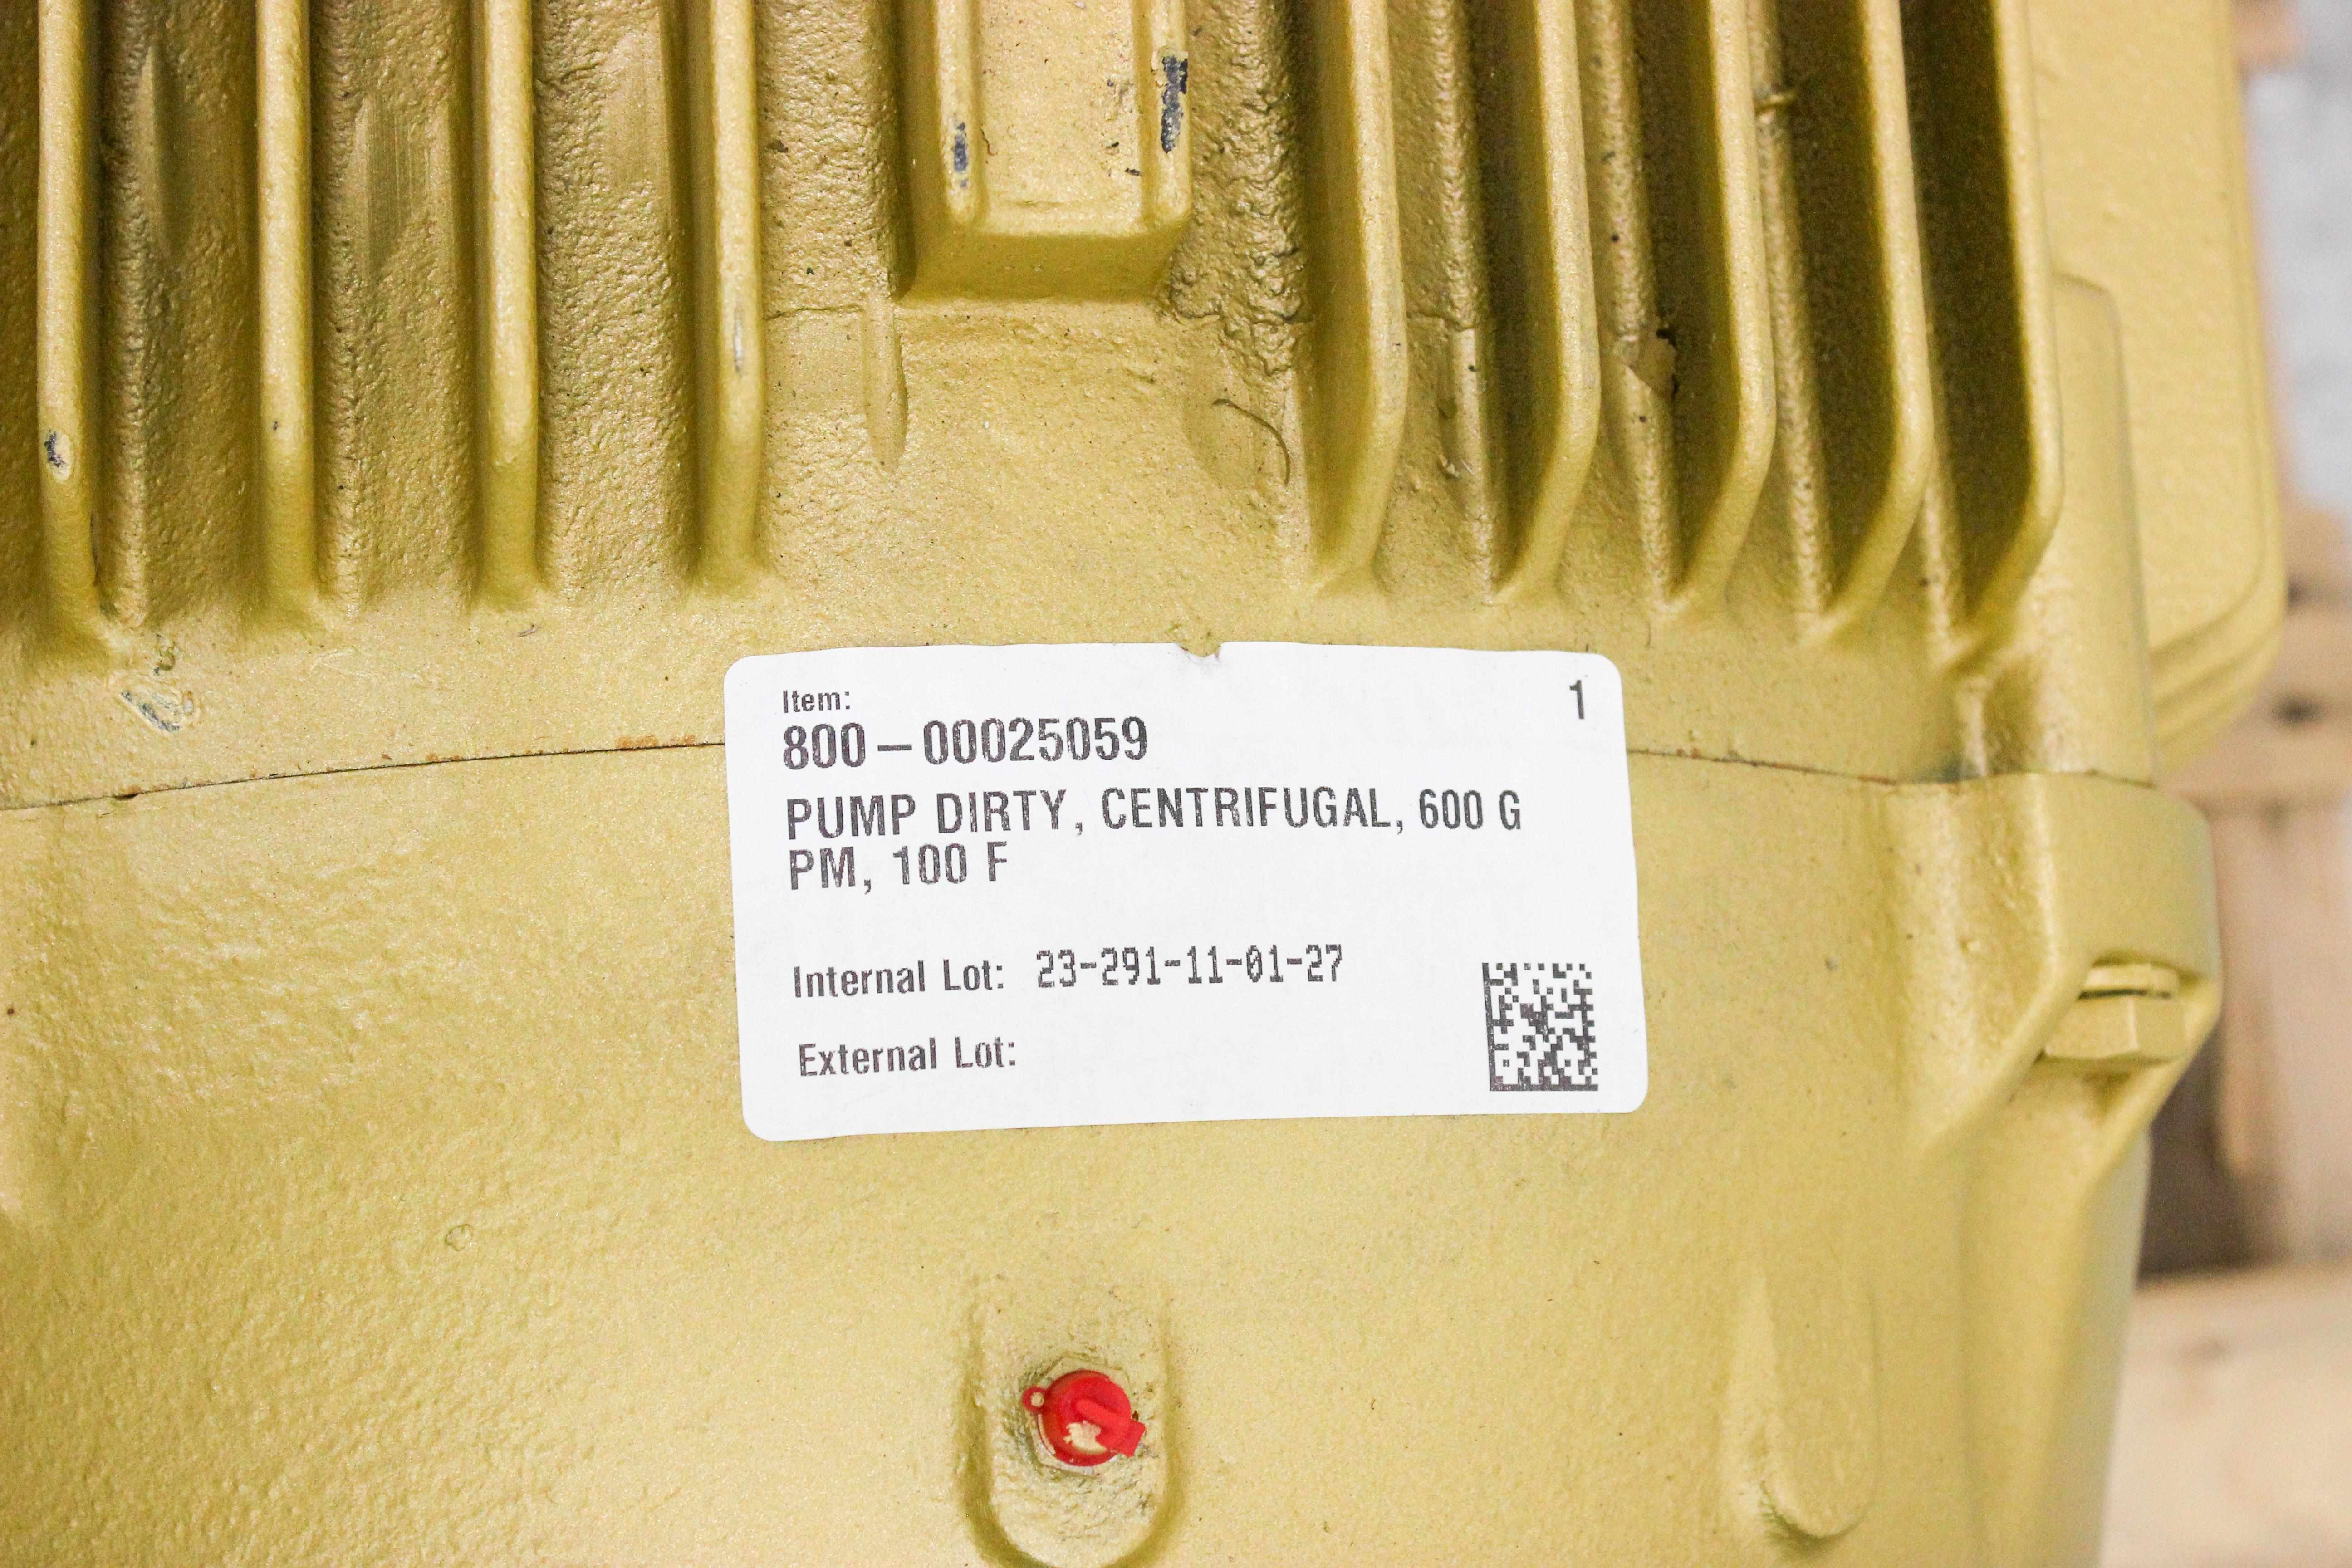 Item:
1
800-00025059
PUMP DIRTY, CENTRIFUGAL, 600 G
PM, 100 F
Internal Lot: 23-291-11-01-27
External Lot: